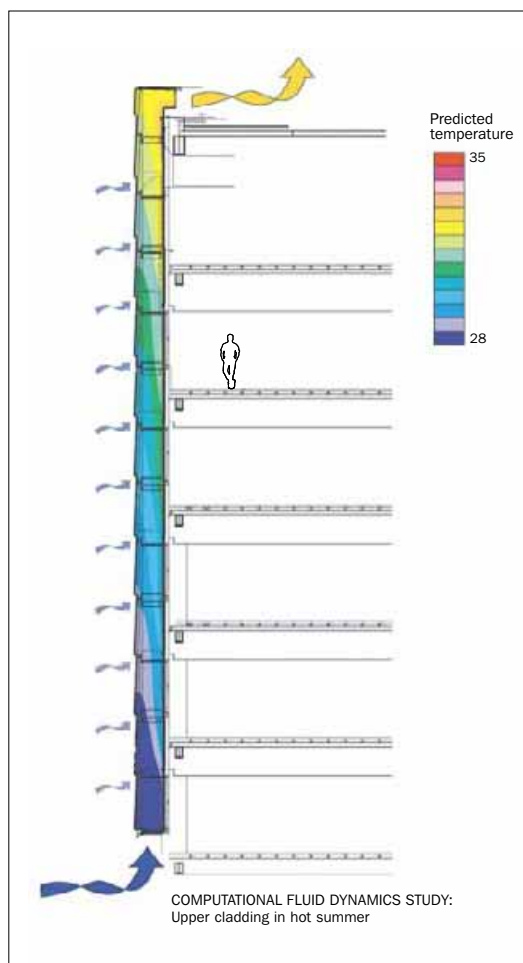 Predicted
temperature
35
28
COMPUTATIONAL FLUID DYNAMICS STUDY:
Upper cladding in hot summer